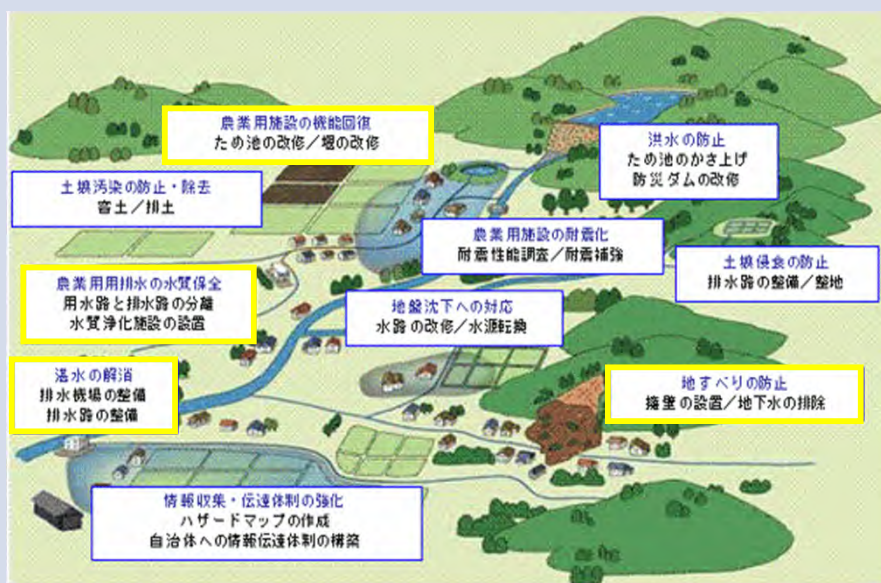 農業用施設の機能回復
ため池の改修／堰の改修
洪水の防止
ため池のかさ上げ
防災ダムの改修
土壌汚染の防止・除去
客土／排土
農業用施設の耐震化
耐震性能調査／耐震補強
土壌侵食の防止
排水路の整備／整地
農業用用排水の水質保全
用水路と排水路の分離
水質浄化施設の設置
地盤沈下への対応
水路の改修／水源転換
湛水の解消
排水機場の整備
排水路の整備
地すべりの防止
擁壁の設置／地下水の排除
情報収集・伝達体制の強化
ハザードマップの作成
自治体への情報伝達体制の構築